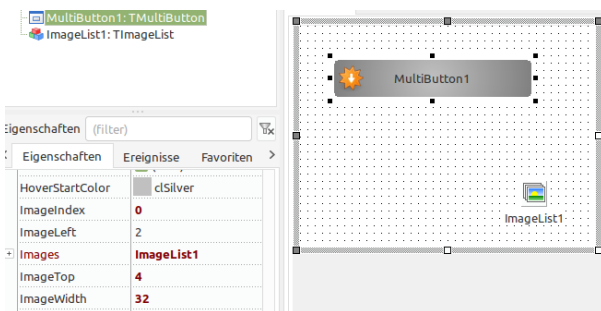 MultiButton1: TMultiButton
ImageList1: TImageList
Eigenschaften (filter)
Eigenschaften Ereignisse Favoriten
HoverStartColor clSilver
ImageIndex 0
ImageLeft 2
Images ImageList1
ImageTop 4
ImageWidth 32
MultiButton1
ImageList1